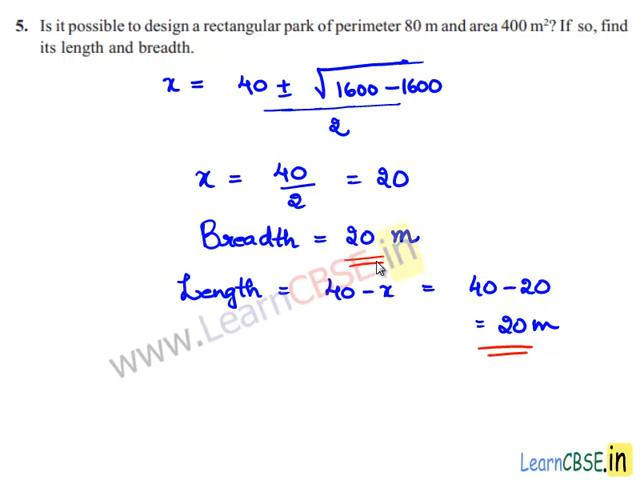 5. Is it possible to design a rectangular park of perimeter 80 m and area 400 m²? If so, find
its length and breadth.
x = 40 ± √1600 – 1600
2
x = 40/2 = 20
Breadth = 20 m
Length = 40 – x = 40 – 20
= 20 m
www.LearnCBSE.in
LearnCBSE.in